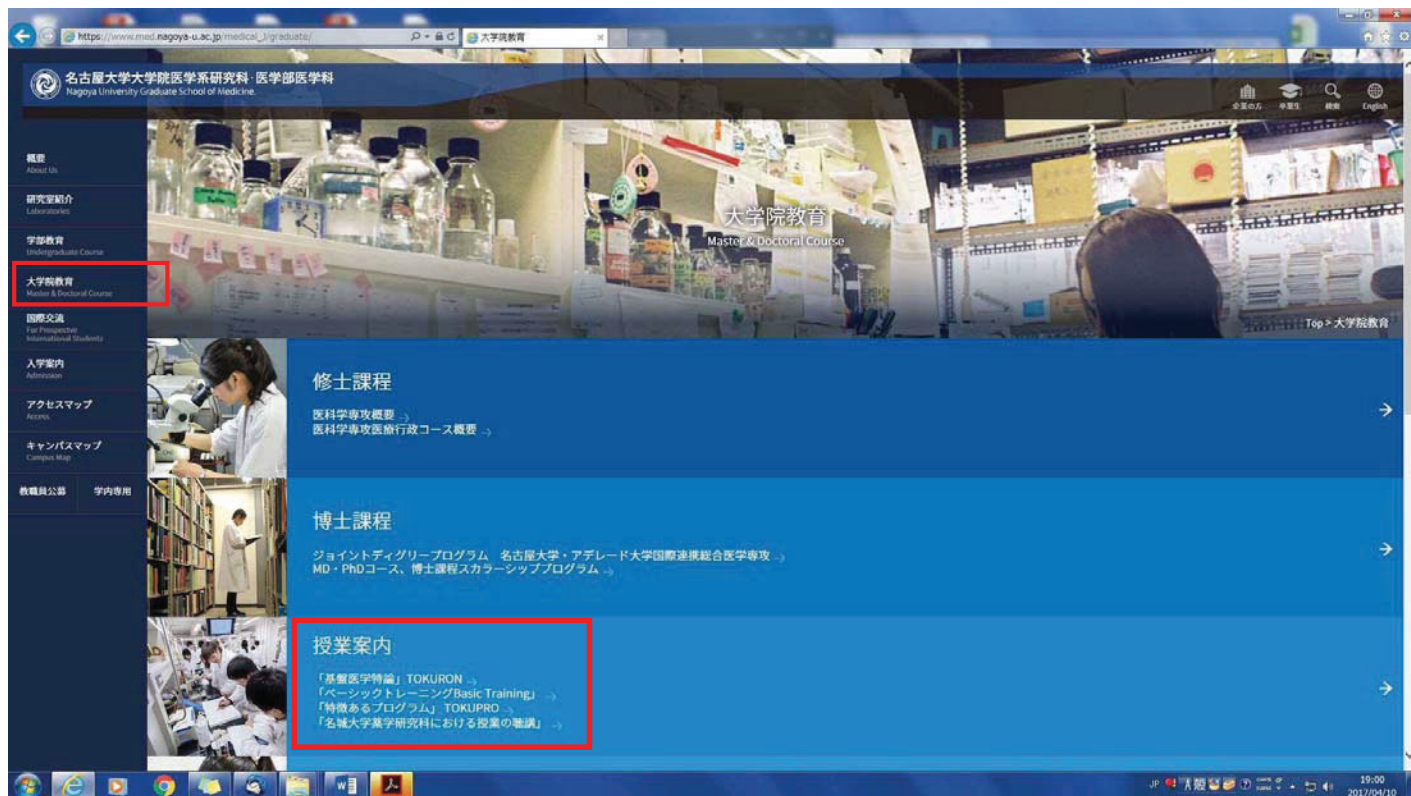 https://www.med.nagoya-u.ac.jp/medical_J/graduate/
大学院教育
名古屋大学大学院医学系研究科・医学部医学科
Nagoya University Graduate School of Medicine.
企業の方 卒業生 検索 English
概要
About Us
研究室紹介
Laboratories
学部教育
Undergraduate Course
大学院教育
Master & Doctoral Course
国際交流
For Prospective
International Students
入学案内
Admission
アクセスマップ
Access
キャンパスマップ
Campus Map
教職員公募 学内専用
大学院教育
Master & Doctoral Course
Top > 大学院教育
修士課程
医科学専攻概要
医科学専攻医療行政コース概要
博士課程
ジョイントディグリープログラム 名古屋大学・アデレード大学国際連携総合医学専攻
MD・PhDコース、博士課程スカラーシッププログラム
授業案内
「基盤医学特論」TOKURON
「ベーシックトレーニングBasic Training」
「特徴あるプログラム」TOKUPRO
「名城大学薬学研究科における授業の聴講」
JP A 般
19:00
2017/04/10